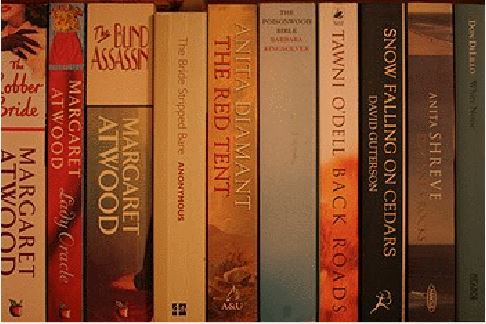 The
Robber
Bride
MARGARET
ATWOOD
MARGARET
ATWOOD
Lady Oracle
The
BLIND
ASSASSIN
MARGARET
ATWOOD
The Bride Stripped Bare ANONYMOUS
ANITA DIAMANT
THE RED TENT
A&U
THE
POISONWOOD
BIBLE
BARBARA
KINGSOLVER
TAWNI O'DELL BACK ROADS
SNOW FALLING ON CEDARS
DAVID GUTERSON
ANITA SHREVE
DON DELILLO White Noise